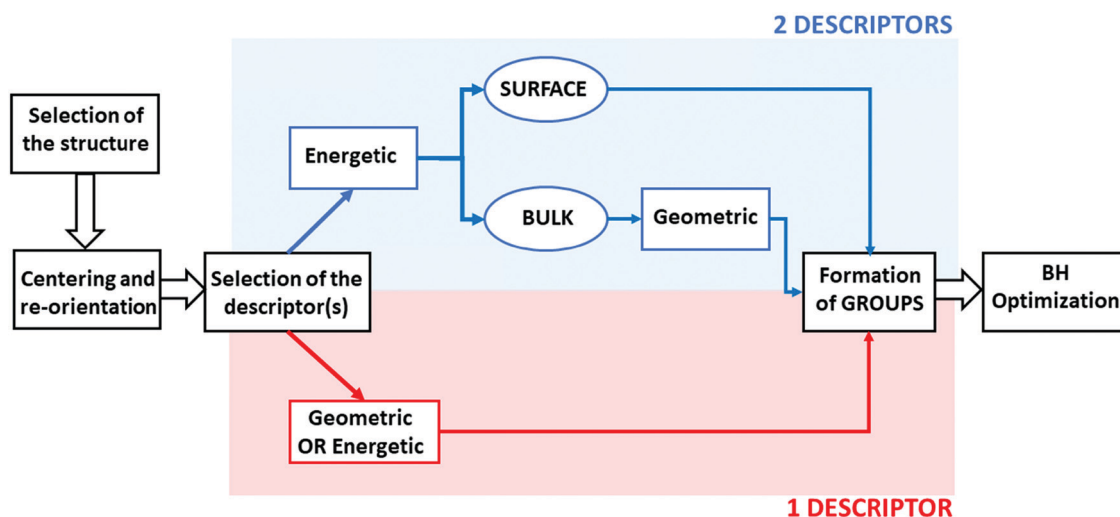 2 DESCRIPTORS
Selection of
the structure
SURFACE
Energetic
BULK
Geometric
Centering and
re-orientation
Selection of the
descriptor(s)
Formation
of GROUPS
BH
Optimization
Geometric
OR Energetic
1 DESCRIPTOR